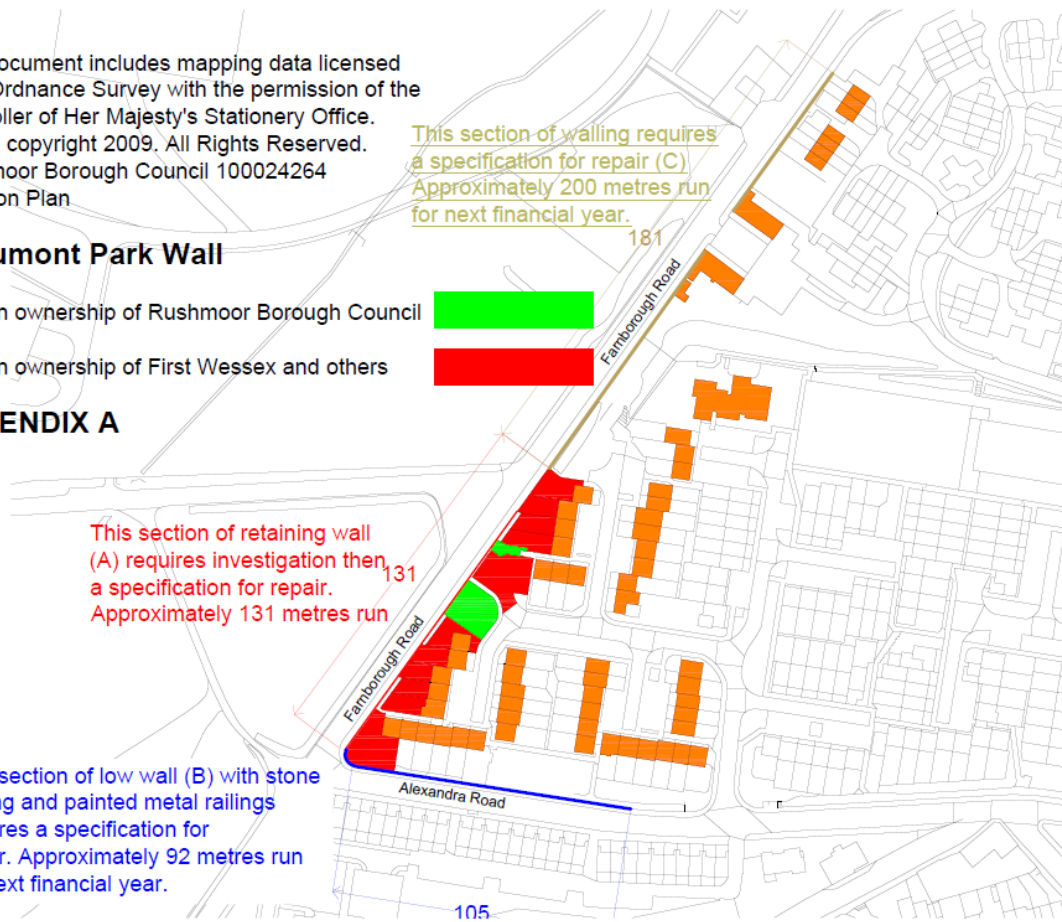 ocument includes mapping data licensed
Ordnance Survey with the permission of the
oller of Her Majesty's Stationery Office.
copyright 2009. All Rights Reserved.
moor Borough Council 100024264
on Plan
umont Park Wall
n ownership of Rushmoor Borough Council
n ownership of First Wessex and others
ENDIX A
This section of walling requires
a specification for repair (C)
Approximately 200 metres run
for next financial year.
181
Farnborough Road
This section of retaining wall
(A) requires investigation then
a specification for repair.
Approximately 131 metres run
131
Farnborough Road
section of low wall (B) with stone
ng and painted metal railings
res a specification for
r. Approximately 92 metres run
next financial year.
Alexandra Road
105